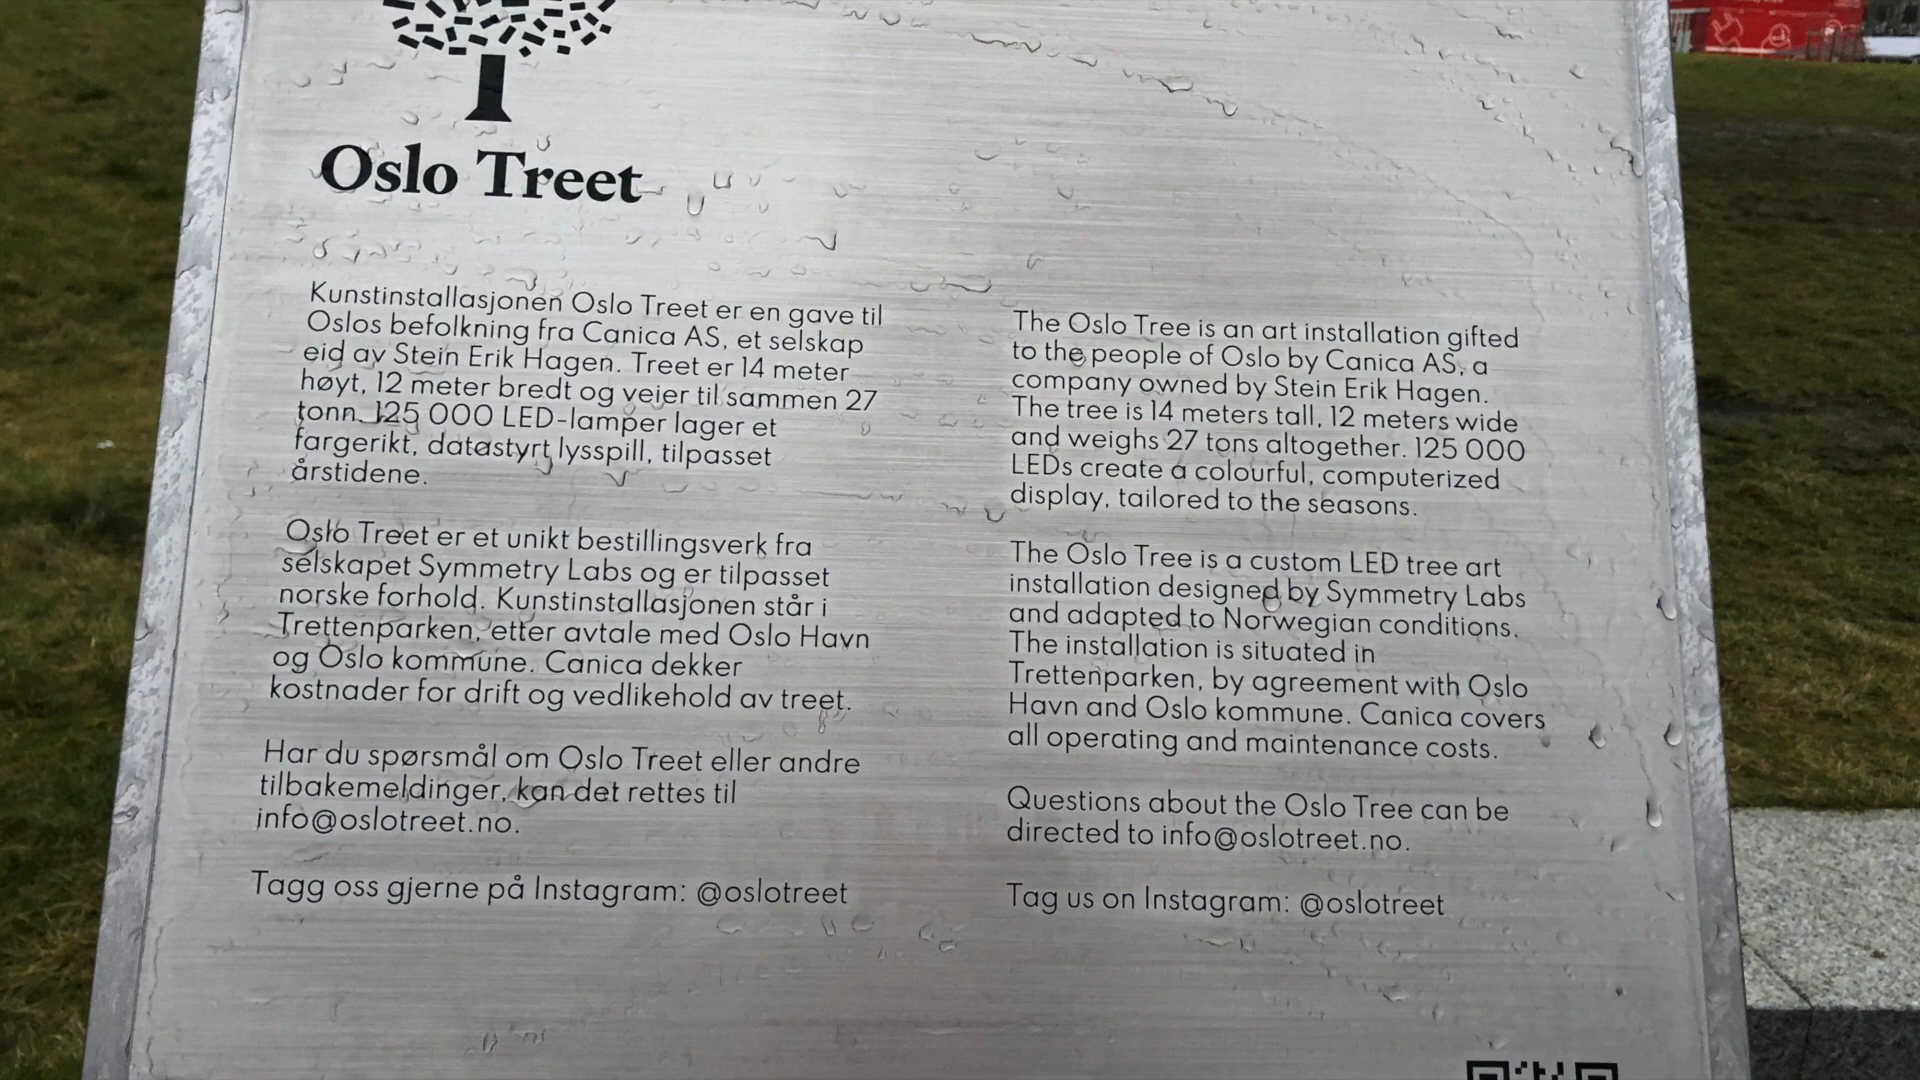 Oslo Treet
Kunstinstallasjonen Oslo Treet er en gave til
Oslos befolkning fra Canica AS, et selskap
eid av Stein Erik Hagen. Treet er 14 meter
høyt, 12 meter bredt og veier til sammen 27
tonn. 125 000 LED-lamper lager et
fargerikt, datastyrt lysspill, tilpasset
årstidene.
Oslo Treet er et unikt bestillingsverk fra
selskapet Symmetry Labs og er tilpasset
norske forhold. Kunstinstallasjonen står i
Trettenparken, etter avtale med Oslo Havn
og Oslo kommune. Canica dekker
kostnader for drift og vedlikehold av treet.
Har du spørsmål om Oslo Treet eller andre
tilbakemeldinger, kan det rettes til
info@oslotreet.no.
Tagg oss gjerne på Instagram: @oslotreet
The Oslo Tree is an art installation gifted
to the people of Oslo by Canica AS, a
company owned by Stein Erik Hagen.
The tree is 14 meters tall, 12 meters wide
and weighs 27 tons altogether. 125 000
LEDs create a colourful, computerized
display, tailored to the seasons.
The Oslo Tree is a custom LED tree art
installation designed by Symmetry Labs
and adapted to Norwegian conditions.
The installation is situated in
Trettenparken, by agreement with Oslo
Havn and Oslo kommune. Canica covers
all operating and maintenance costs.
Questions about the Oslo Tree can be
directed to info@oslotreet.no.
Tag us on Instagram: @oslotreet